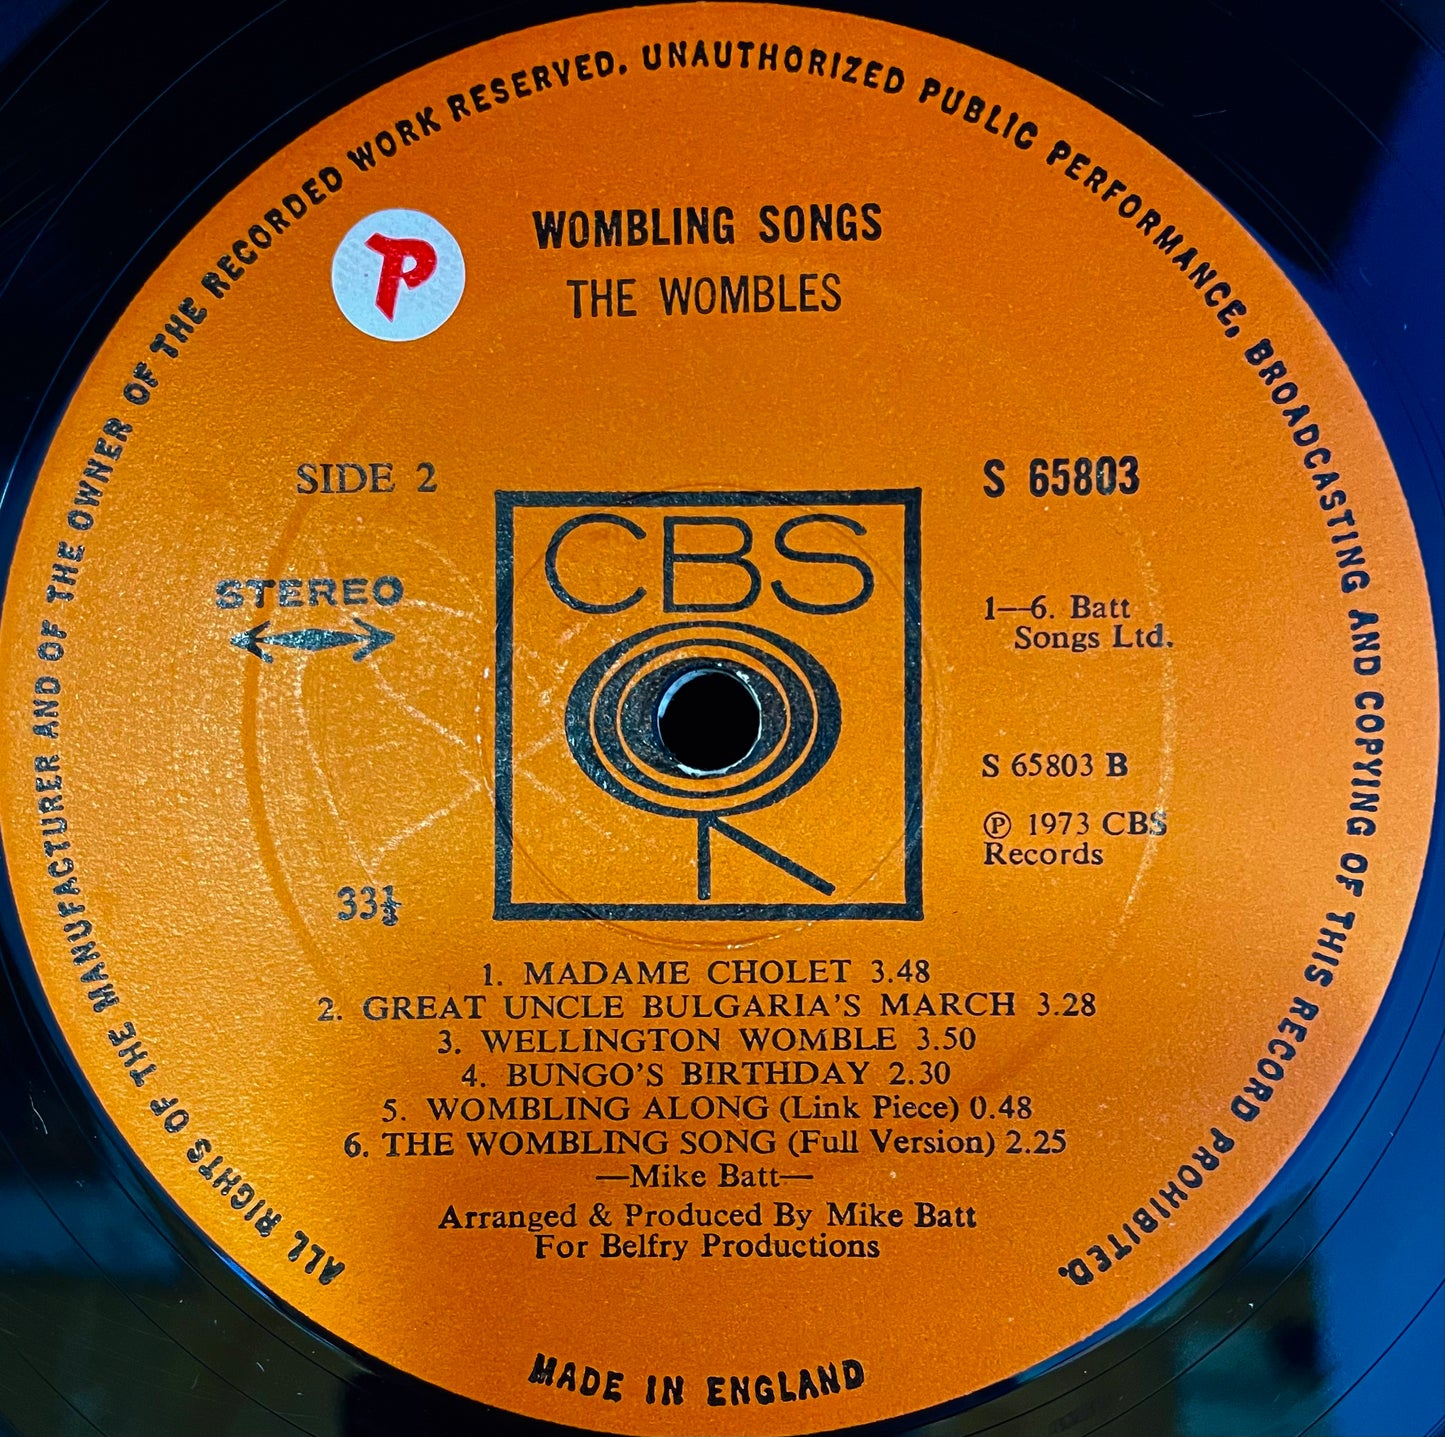 ALL RIGHTS OF THE MANUFACTURER AND OF THE OWNER OF THE RECORDED WORK RESERVED. UNAUTHORIZED PUBLIC PERFORMANCE, BROADCASTING AND COPYING OF THIS RECORD PROHIBITED.
WOMBLING SONGS
THE WOMBLES
P
SIDE 2
S 65803
CBS
STEREO
1—6. Batt
Songs Ltd.
S 65803 B
℗ 1973 CBS
Records
33⅓
1. MADAME CHOLET 3.48
2. GREAT UNCLE BULGARIA'S MARCH 3.28
3. WELLINGTON WOMBLE 3.50
4. BUNGO'S BIRTHDAY 2.30
5. WOMBLING ALONG (Link Piece) 0.48
6. THE WOMBLING SONG (Full Version) 2.25
—Mike Batt—
Arranged & Produced By Mike Batt
For Belfry Productions
MADE IN ENGLAND